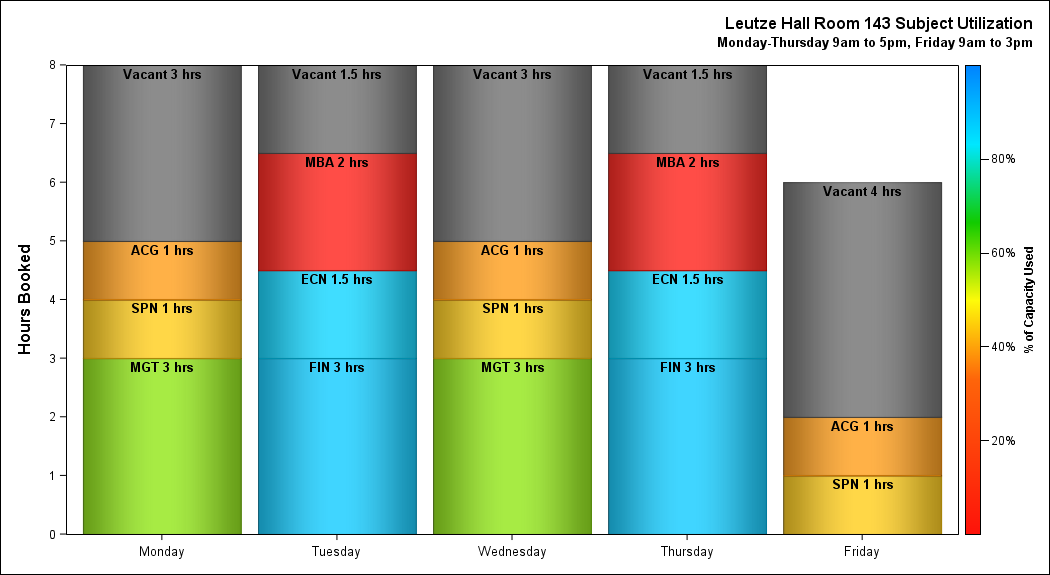 Leutze Hall Room 143 Subject Utilization
Monday-Thursday 9am to 5pm, Friday 9am to 3pm
Hours Booked
8
7
6
5
4
3
2
1
0
Vacant 3 hrs
ACG 1 hrs
SPN 1 hrs
MGT 3 hrs
Monday
Vacant 1.5 hrs
MBA 2 hrs
ECN 1.5 hrs
FIN 3 hrs
Tuesday
Vacant 3 hrs
ACG 1 hrs
SPN 1 hrs
MGT 3 hrs
Wednesday
Vacant 1.5 hrs
MBA 2 hrs
ECN 1.5 hrs
FIN 3 hrs
Thursday
Vacant 4 hrs
ACG 1 hrs
SPN 1 hrs
Friday
80%
60%
40%
20%
% of Capacity Used